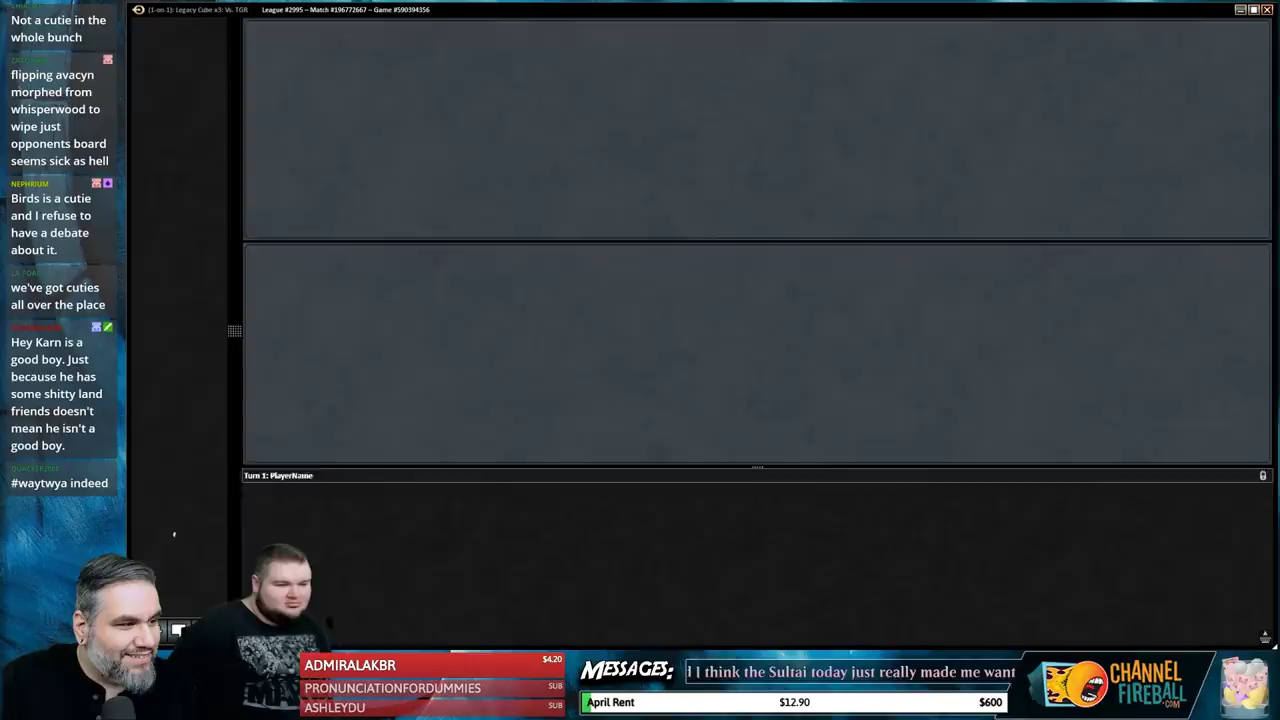 (1-on-1): Legacy Cube x3: Vs. TGR League #2995 – Match #196772667 – Game #590394356
Not a cutie in the
whole bunch
flipping avacyn
morphed from
whisperwood to
wipe just
opponents board
seems sick as hell
NEPHRIUM
Birds is a cutie
and I refuse to
have a debate
about it.
we've got cuties
all over the place
Hey Karn is a
good boy. Just
because he has
some shitty land
friends doesn't
mean he isn't a
good boy.
#waytwya indeed
Turn 1: PlayerName
ADMIRALAKBR $4.20
PRONUNCIATIONFORDUMMIES SUB
ASHLEYDU SUB
MESSAGES: I I think the Sultai today just really made me want
April Rent $12.90 $600
CHANNEL
FIREBALL
.COM